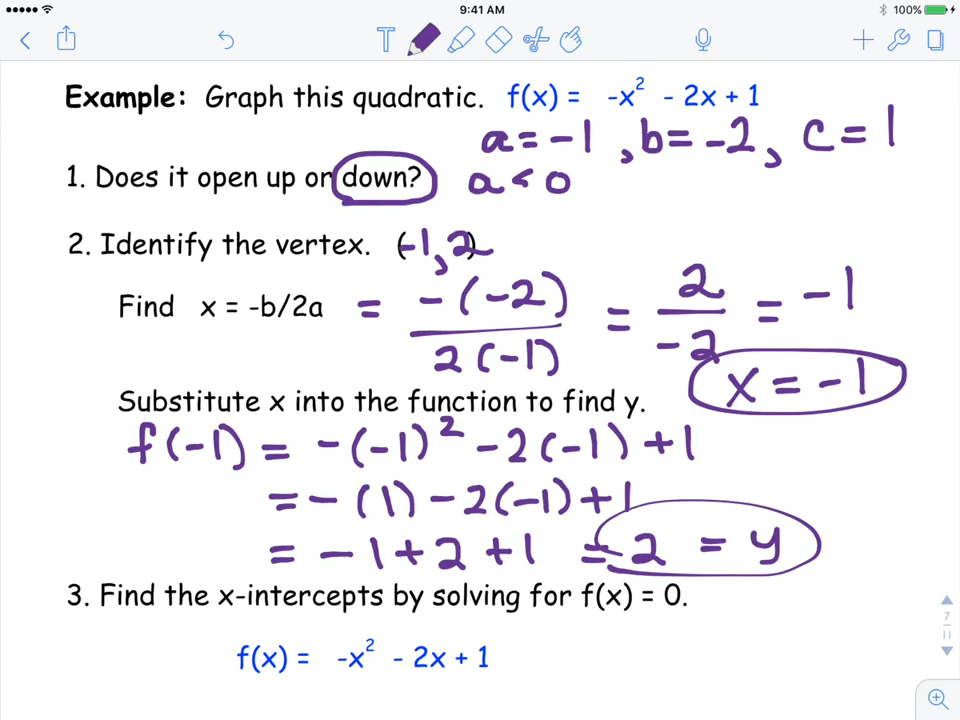 9:41 AM
100%
T
Example: Graph this quadratic. f(x) = -x² - 2x + 1
a = -1 , b = -2 , c = 1
1. Does it open up or down? a < 0
2. Identify the vertex. (-1, 2)
Find x = -b/2a = -(-2) / 2(-1) = 2 / -2 = -1
x = -1
Substitute x into the function to find y.
f(-1) = -(-1)² - 2(-1) + 1
= -(1) - 2(-1) + 1
= -1 + 2 + 1 = 2 = y
3. Find the x-intercepts by solving for f(x) = 0.
f(x) = -x² - 2x + 1
7
11